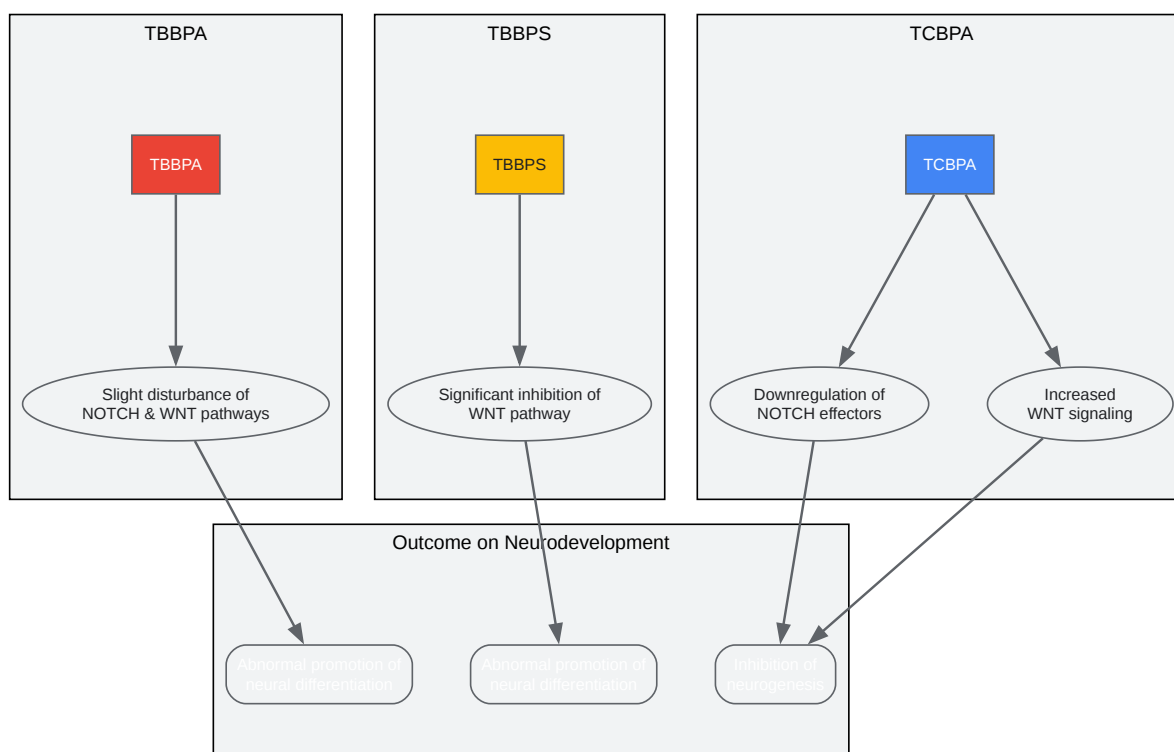 TBBPA
TBBPS
TCBPA
TBBPA
TBBPS
TCBPA
Slight disturbance of
NOTCH & WNT pathways
Significant inhibition of
WNT pathway
Downregulation of
NOTCH effectors
Increased
WNT signaling
Outcome on Neurodevelopment
Abnormal promotion of
neural differentiation
Abnormal promotion of
neural differentiation
Inhibition of
neurogenesis